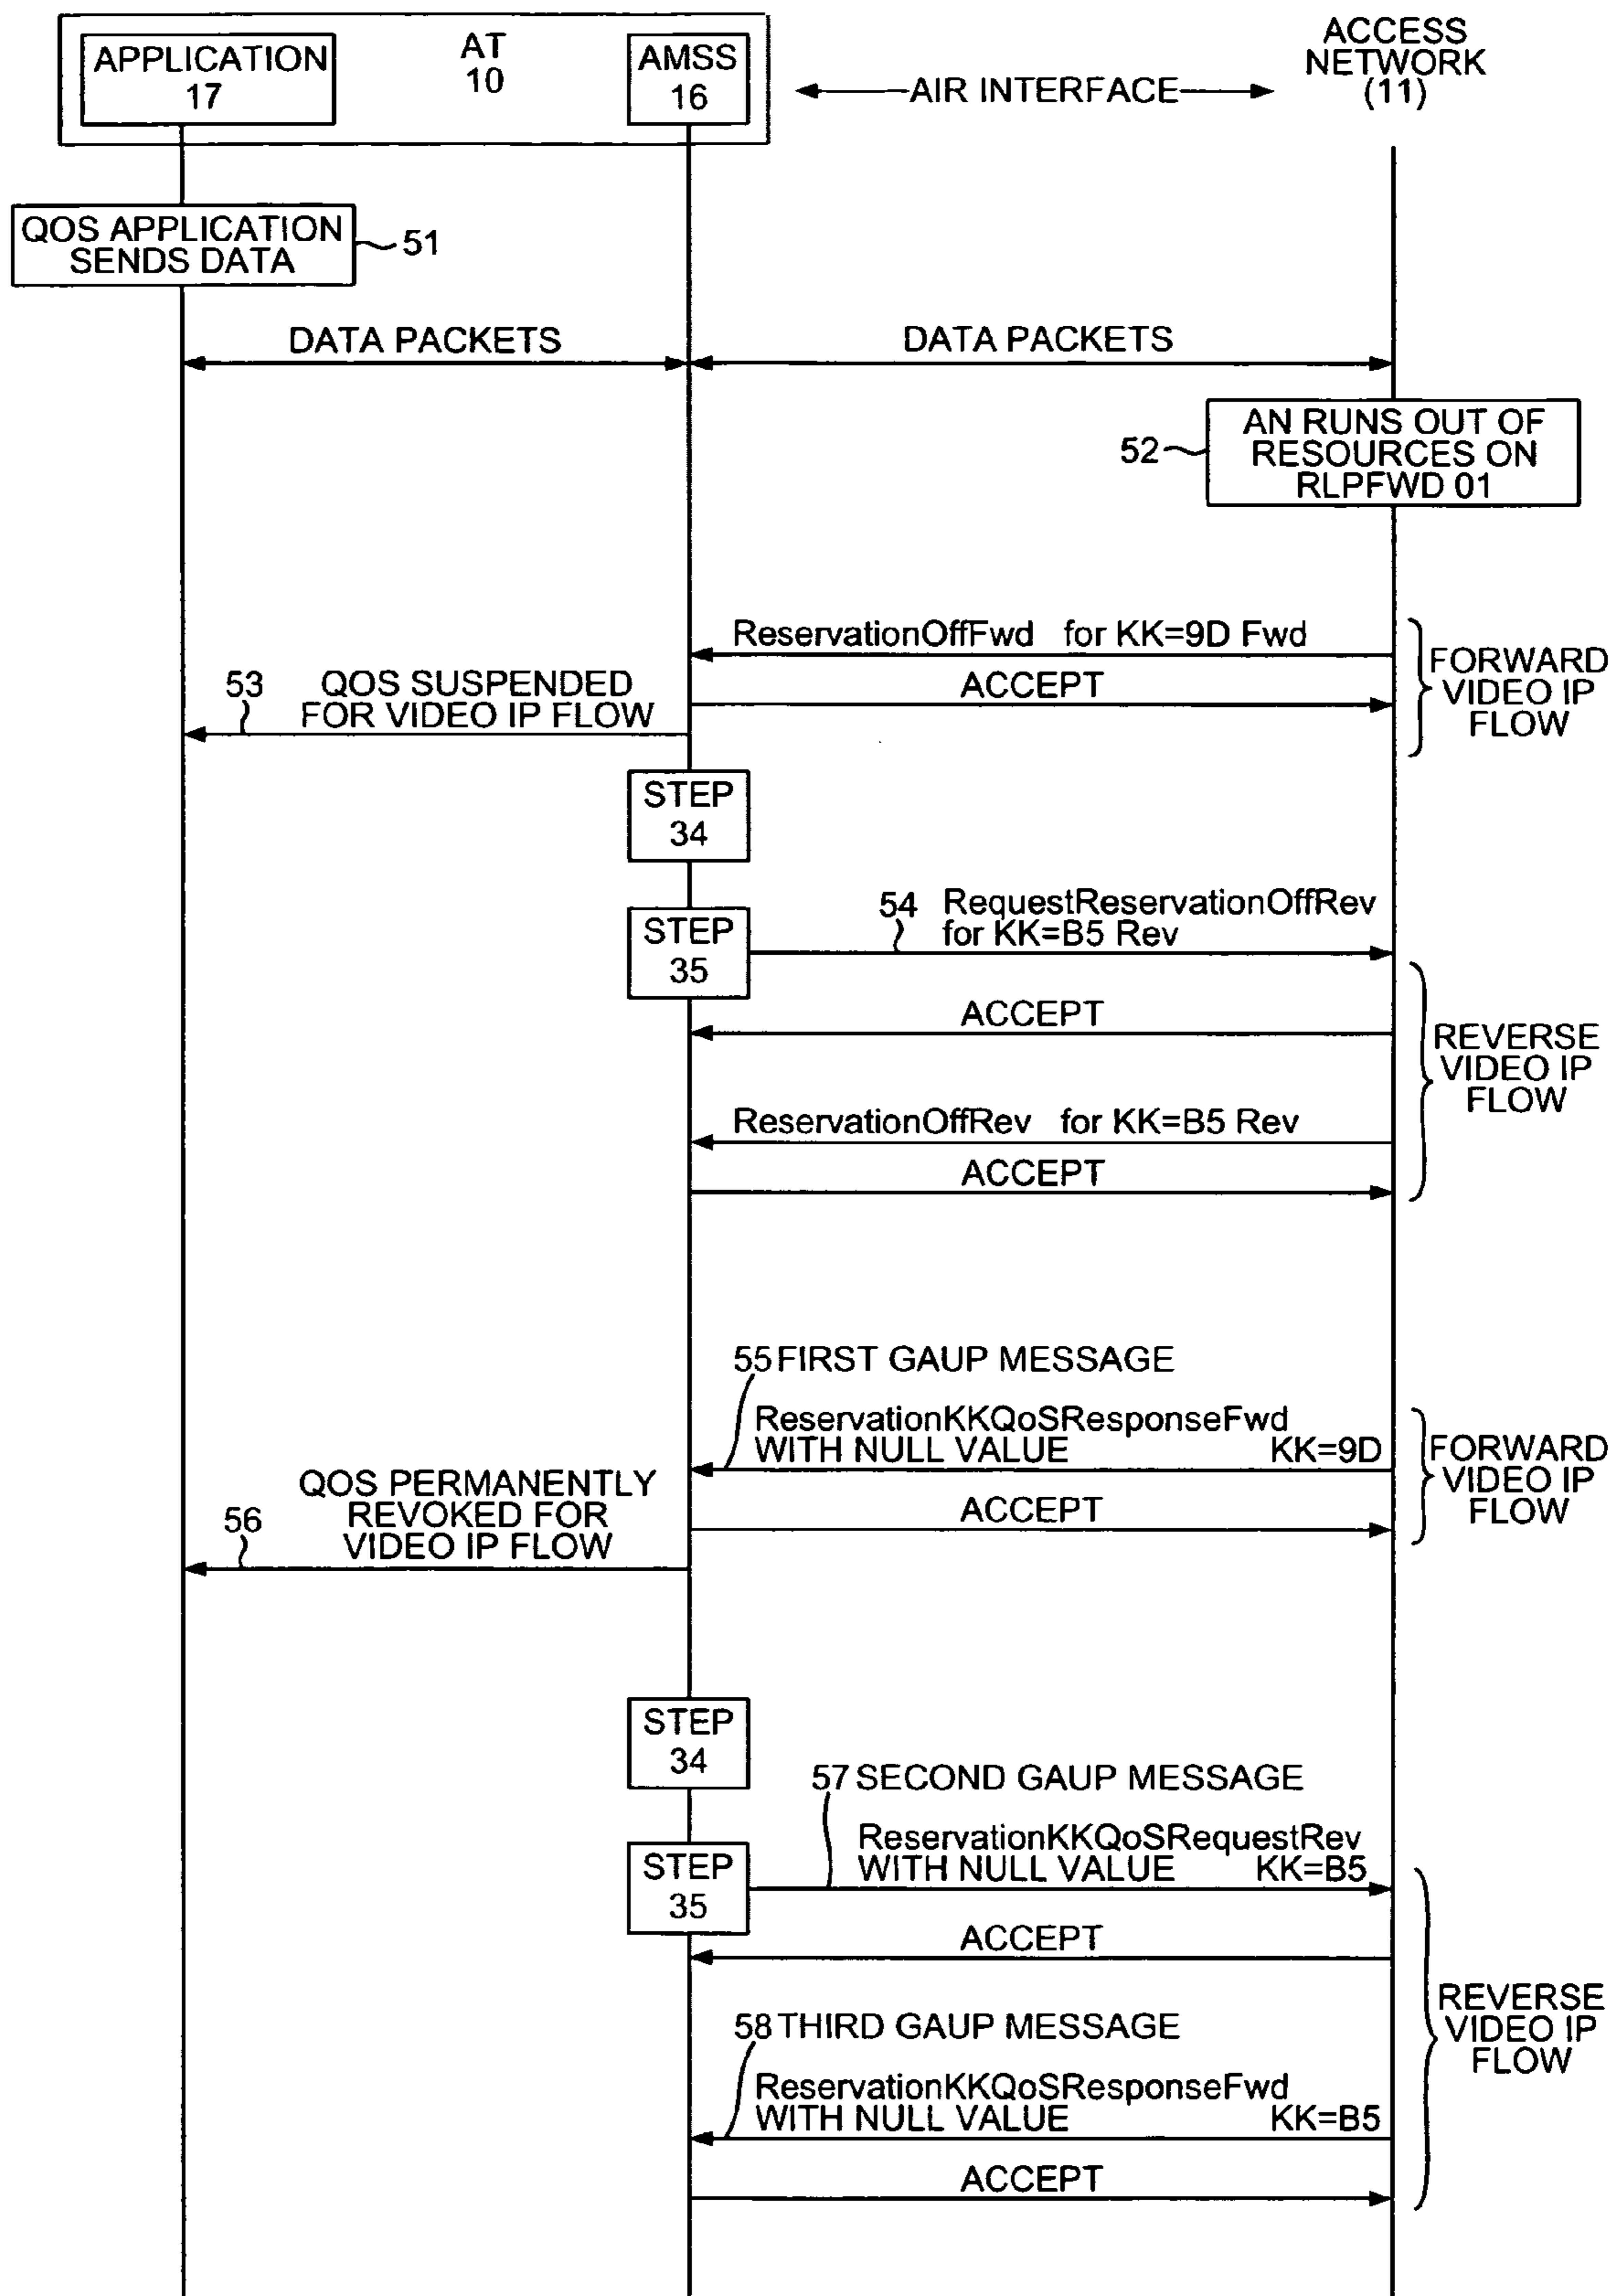 APPLICATION
17
AT
10
AMSS
16
AIR INTERFACE
ACCESS
NETWORK
(11)
QOS APPLICATION
SENDS DATA
51
DATA PACKETS
DATA PACKETS
52
AN RUNS OUT OF
RESOURCES ON
RLPFWD 01
ReservationOffFwd for KK=9D Fwd
ACCEPT
FORWARD
VIDEO IP
FLOW
53
QOS SUSPENDED
FOR VIDEO IP FLOW
STEP
34
STEP
35
54
RequestReservationOffRev
for KK=B5 Rev
ACCEPT
ReservationOffRev for KK=B5 Rev
ACCEPT
REVERSE
VIDEO IP
FLOW
55 FIRST GAUP MESSAGE
ReservationKKQoSResponseFwd
WITH NULL VALUE KK=9D
ACCEPT
FORWARD
VIDEO IP
FLOW
56
QOS PERMANENTLY
REVOKED FOR
VIDEO IP FLOW
STEP
34
57 SECOND GAUP MESSAGE
STEP
35
ReservationKKQoSRequestRev
WITH NULL VALUE KK=B5
ACCEPT
58 THIRD GAUP MESSAGE
ReservationKKQoSResponseFwd
WITH NULL VALUE KK=B5
ACCEPT
REVERSE
VIDEO IP
FLOW